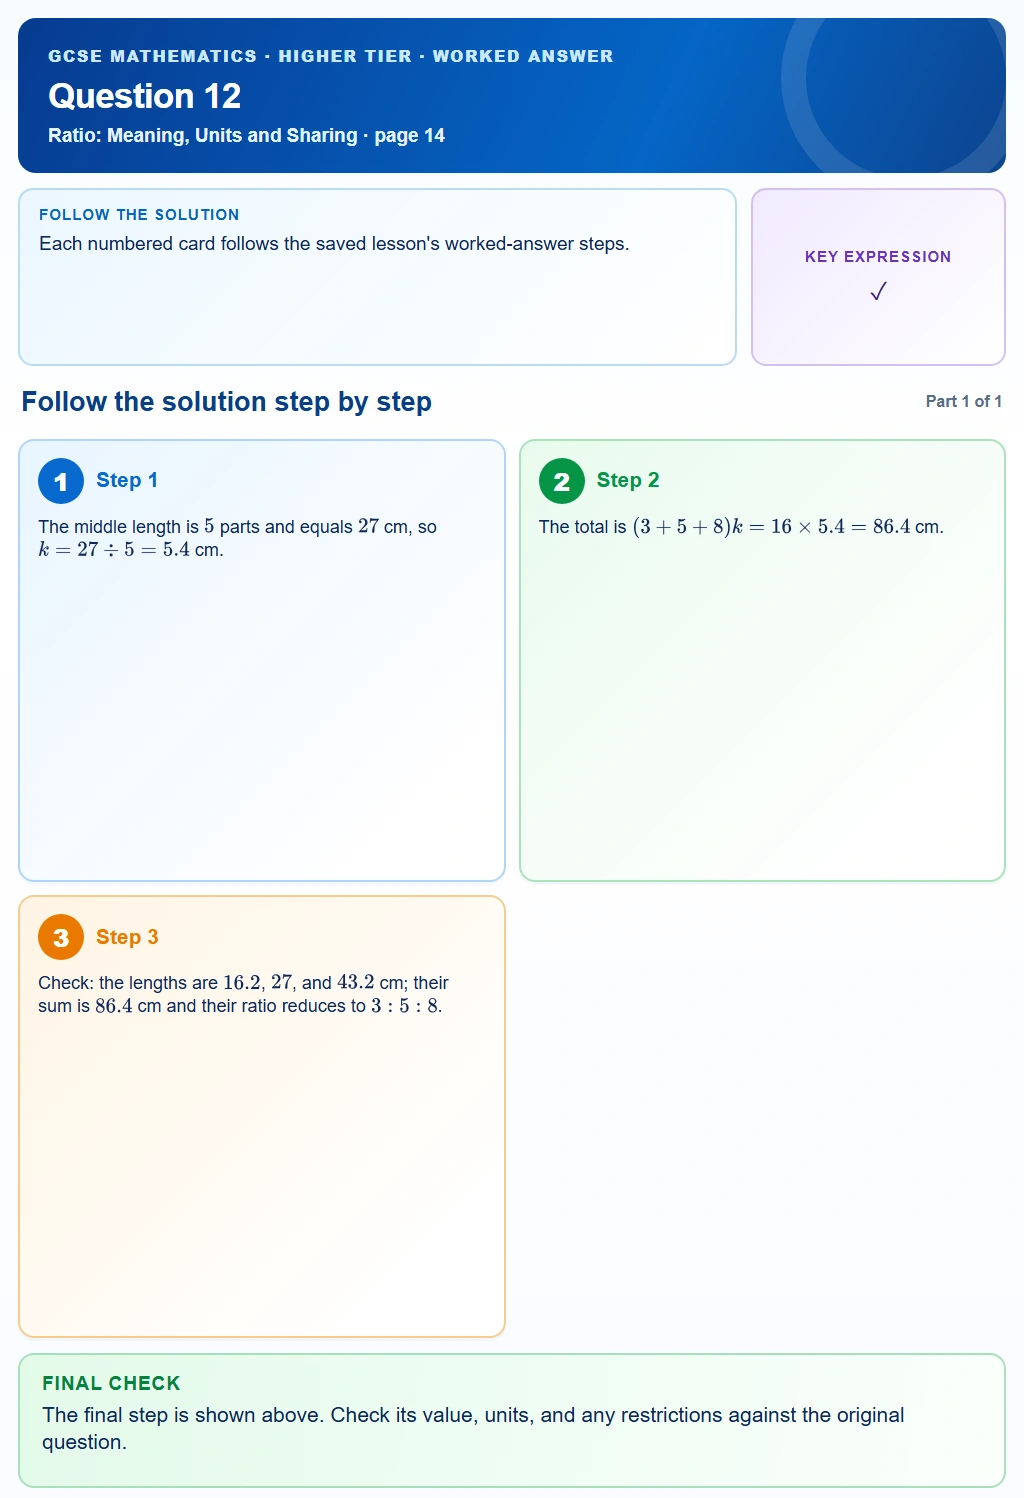 GCSE MATHEMATICS · HIGHER TIER · WORKED ANSWER
Question 12
Ratio: Meaning, Units and Sharing · page 14
FOLLOW THE SOLUTION
Each numbered card follows the saved lesson's worked-answer steps.
KEY EXPRESSION
✓
Follow the solution step by step
Part 1 of 1
1 Step 1
The middle length is 5 parts and equals 27 cm, so
k = 27 ÷ 5 = 5.4 cm.
2 Step 2
The total is (3 + 5 + 8)k = 16 × 5.4 = 86.4 cm.
3 Step 3
Check: the lengths are 16.2, 27, and 43.2 cm; their
sum is 86.4 cm and their ratio reduces to 3 : 5 : 8.
FINAL CHECK
The final step is shown above. Check its value, units, and any restrictions against the original
question.